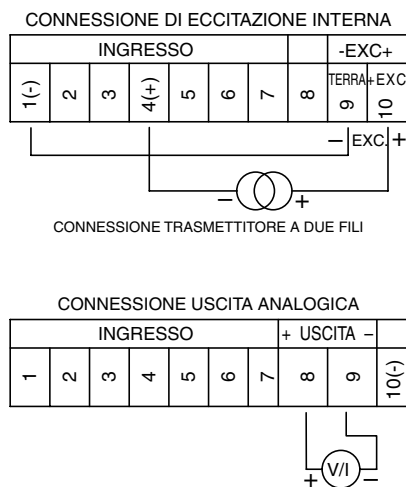 CONNESSIONE DI ECCITAZIONE INTERNA
INGRESSO -EXC+
1(-) 2 3 4(+) 5 6 7 8 TERRA 9 +EXC 10
– EXC. +
– +
CONNESSIONE TRASMETTITORE A DUE FILI
CONNESSIONE USCITA ANALOGICA
INGRESSO + USCITA –
1 2 3 4 5 6 7 8 9 10(-)
+ V/I –